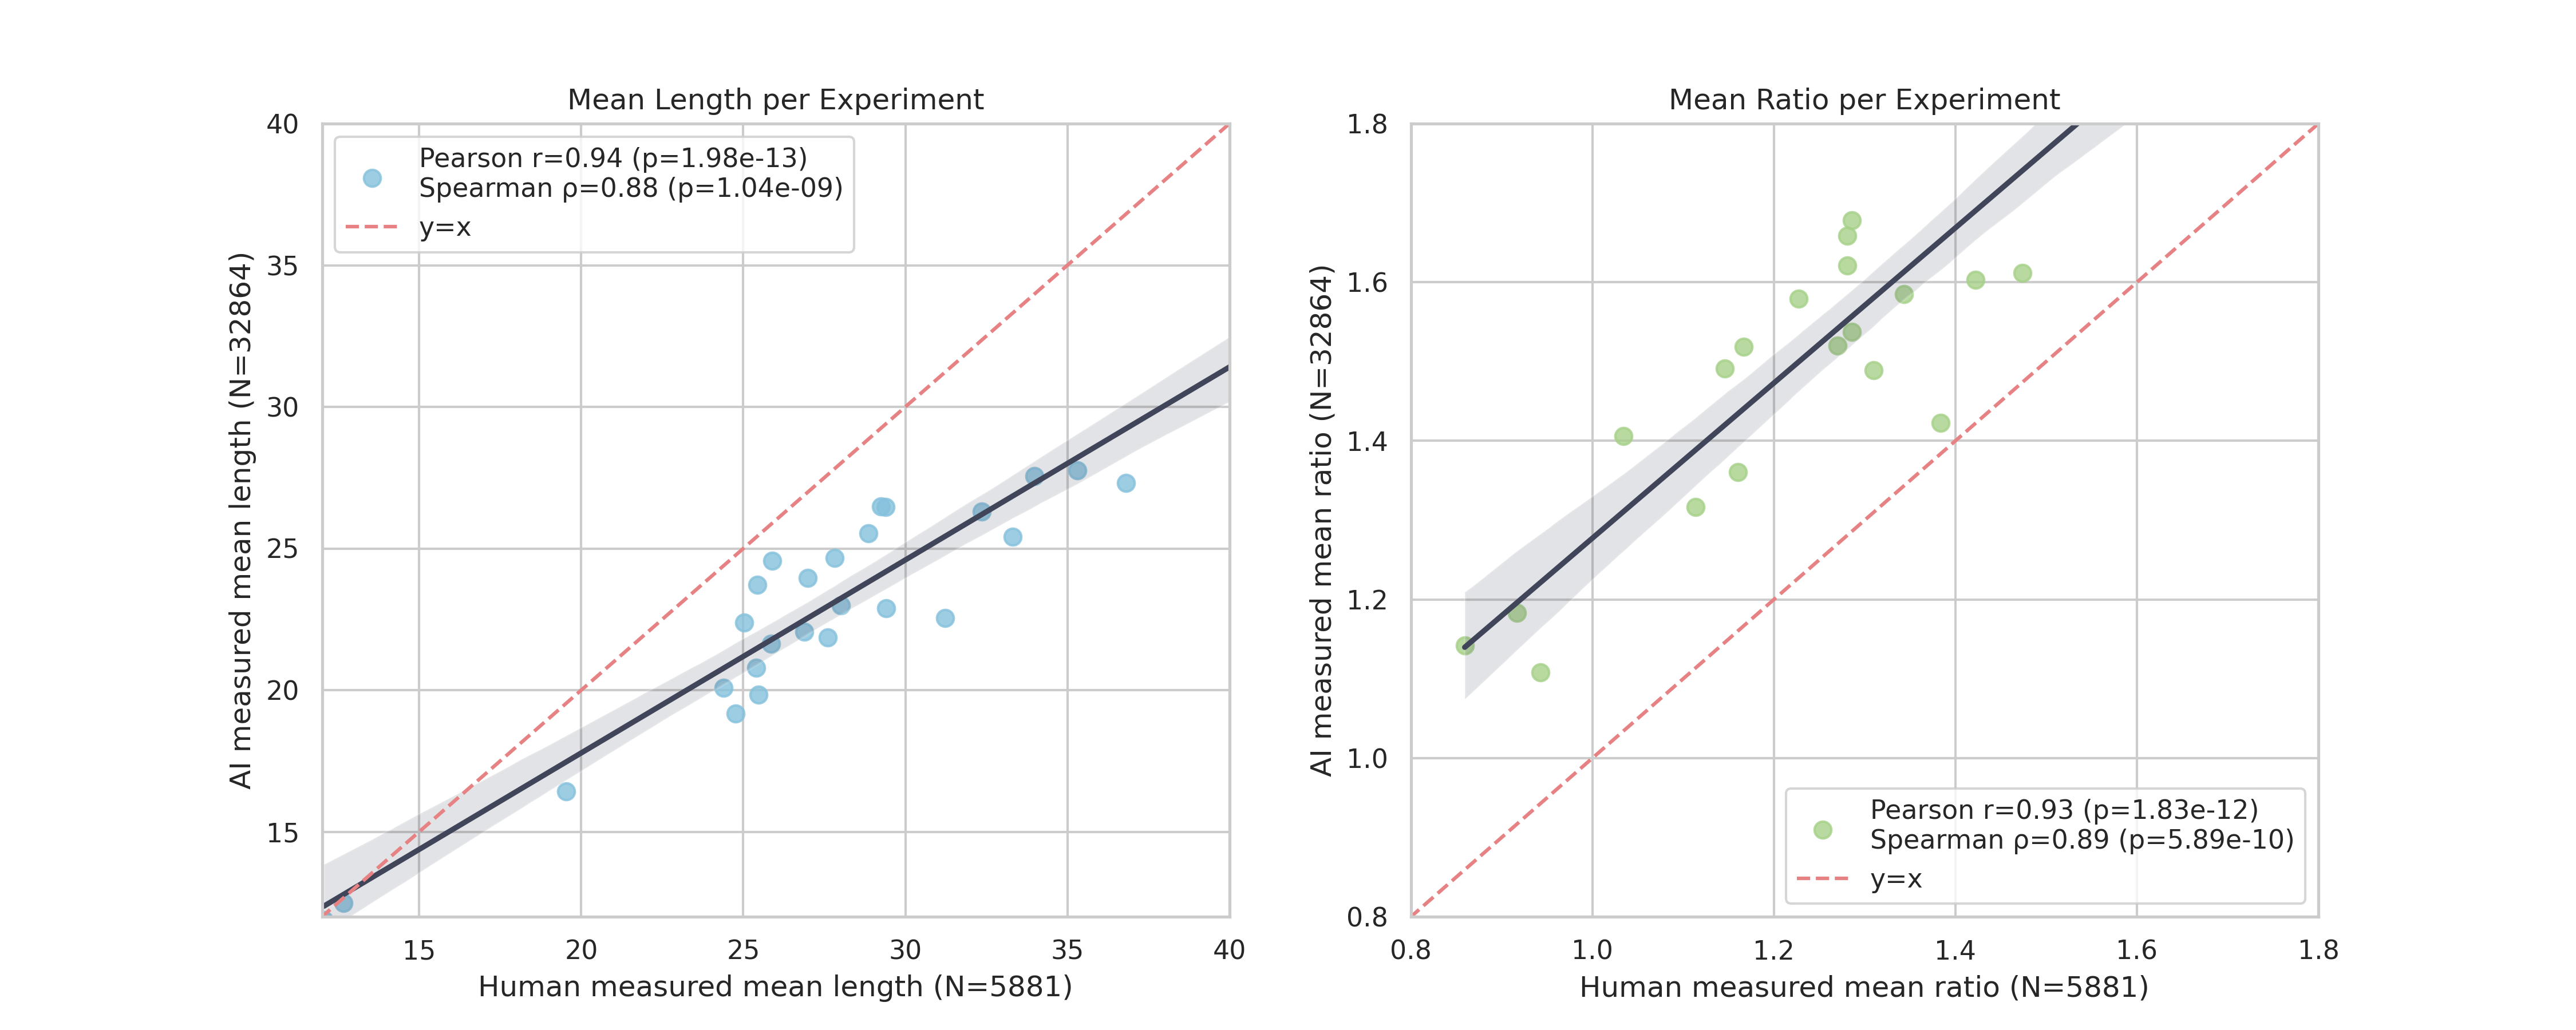 Mean Length per Experiment
40
35
30
25
20
15
AI measured mean length (N=32864)
Pearson r=0.94 (p=1.98e-13)
Spearman ρ=0.88 (p=1.04e-09)
y=x
15 20 25 30 35 40
Human measured mean length (N=5881)
Mean Ratio per Experiment
1.8
1.6
1.4
1.2
1.0
0.8
AI measured mean ratio (N=32864)
Pearson r=0.93 (p=1.83e-12)
Spearman ρ=0.89 (p=5.89e-10)
y=x
0.8 1.0 1.2 1.4 1.6 1.8
Human measured mean ratio (N=5881)